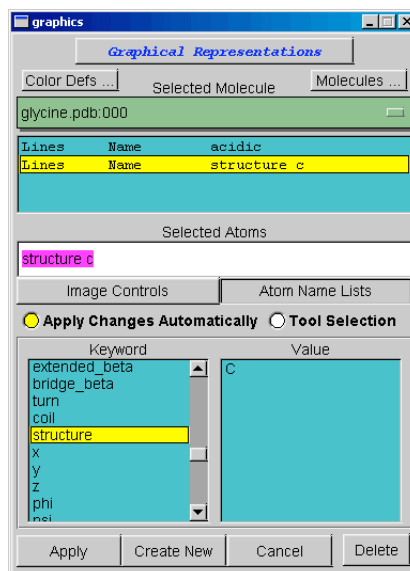 graphics
Graphical Representations
Color Defs ... Selected Molecule Molecules ...
glycine.pdb:000
Lines Name acidic
Lines Name structure c
Selected Atoms
structure c
Image Controls Atom Name Lists
Apply Changes Automatically Tool Selection
Keyword Value
extended_beta C
bridge_beta
turn
coil
structure
x
y
z
phi
psi
Apply Create New Cancel Delete